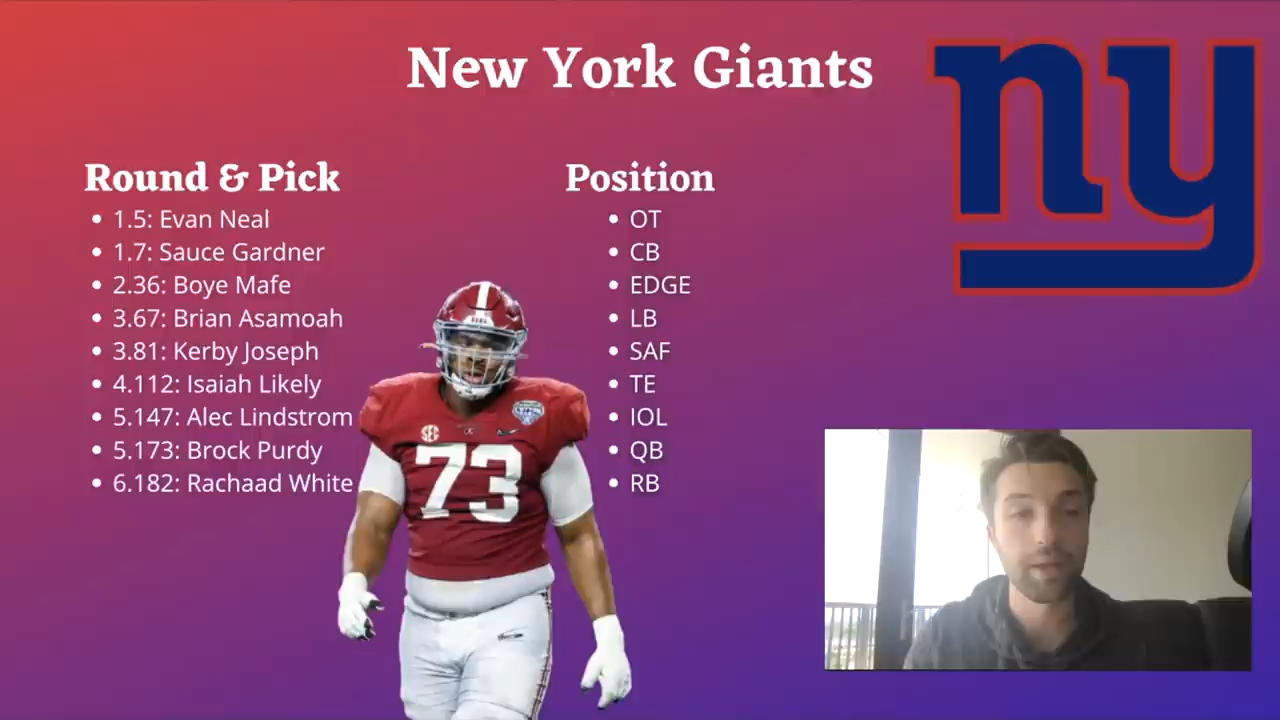 New York Giants
ny
Round & Pick
Position
• 1.5: Evan Neal
• OT
• 1.7: Sauce Gardner
• CB
• 2.36: Boye Mafe
• EDGE
• 3.67: Brian Asamoah
• LB
• 3.81: Kerby Joseph
• SAF
• 4.112: Isaiah Likely
• TE
• 5.147: Alec Lindstrom
• IOL
• 5.173: Brock Purdy
• QB
• 6.182: Rachaad White
• RB
SEC
73